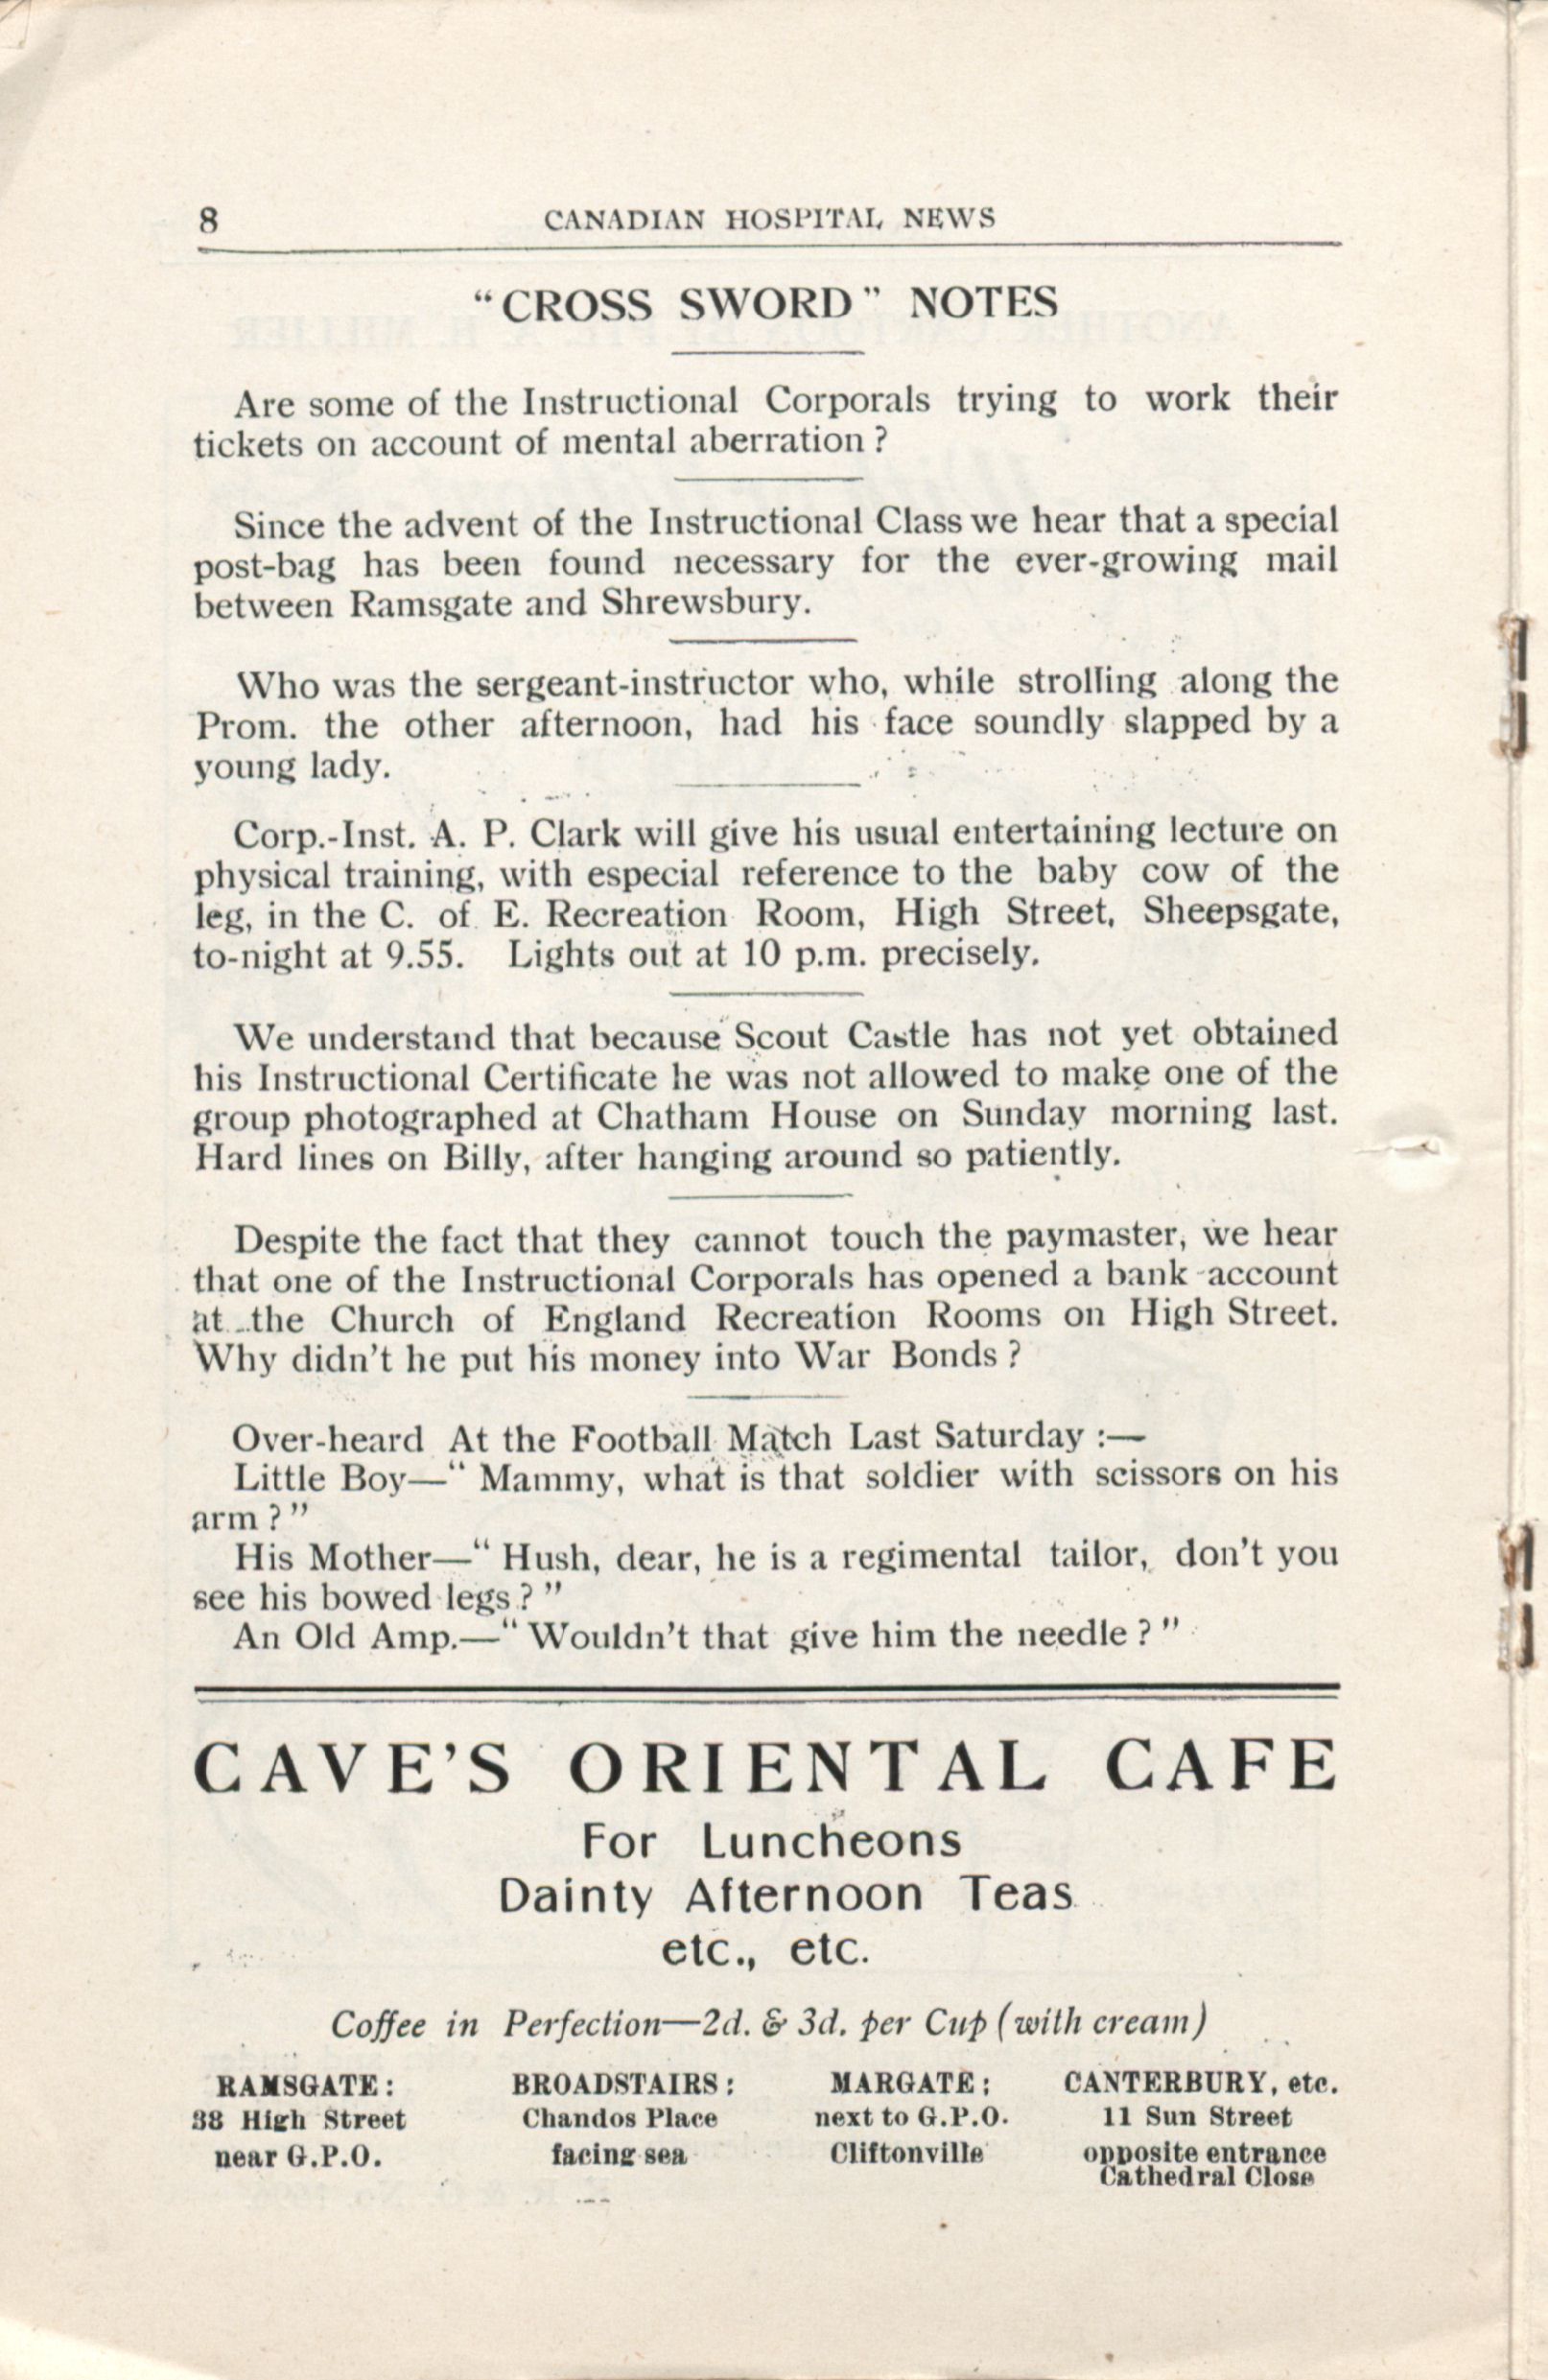 8 CANADIAN HOSPITAL NEWS
"CROSS SWORD" NOTES
Are some of the Instructional Corporals trying to work their
tickets on account of mental aberration ?
Since the advent of the Instructional Class we hear that a special
post-bag has been found necessary for the ever-growing mail
between Ramsgate and Shrewsbury.
Who was the sergeant-instructor who, while strolling along the
Prom. the other afternoon, had his face soundly slapped by a
young lady.
Corp.-Inst. A. P. Clark will give his usual entertaining lecture on
physical training, with especial reference to the baby cow of the
leg, in the C. of E. Recreation Room, High Street, Sheepsgate,
to-night at 9.55. Lights out at 10 p.m. precisely.
We understand that because Scout Castle has not yet obtained
his Instructional Certificate he was not allowed to make one of the
group photographed at Chatham House on Sunday morning last.
Hard lines on Billy, after hanging around so patiently.
Despite the fact that they cannot touch the paymaster, we hear
that one of the Instructional Corporals has opened a bank account
at the Church of England Recreation Rooms on High Street.
Why didn't he put his money into War Bonds ?
Over-heard At the Football Match Last Saturday :—
Little Boy—" Mammy, what is that soldier with scissors on his
arm ? "
His Mother—" Hush, dear, he is a regimental tailor, don't you
see his bowed legs ? "
An Old Amp.—" Wouldn't that give him the needle ? "
CAVE'S ORIENTAL CAFE
For Luncheons
Dainty Afternoon Teas
etc., etc.
Coffee in Perfection—2d. & 3d. per Cup (with cream)
RAMSGATE :
38 High Street
near G.P.O.
BROADSTAIRS :
Chandos Place
facing sea
MARGATE :
next to G.P.O.
Cliftonville
CANTERBURY, etc.
11 Sun Street
opposite entrance
Cathedral Close